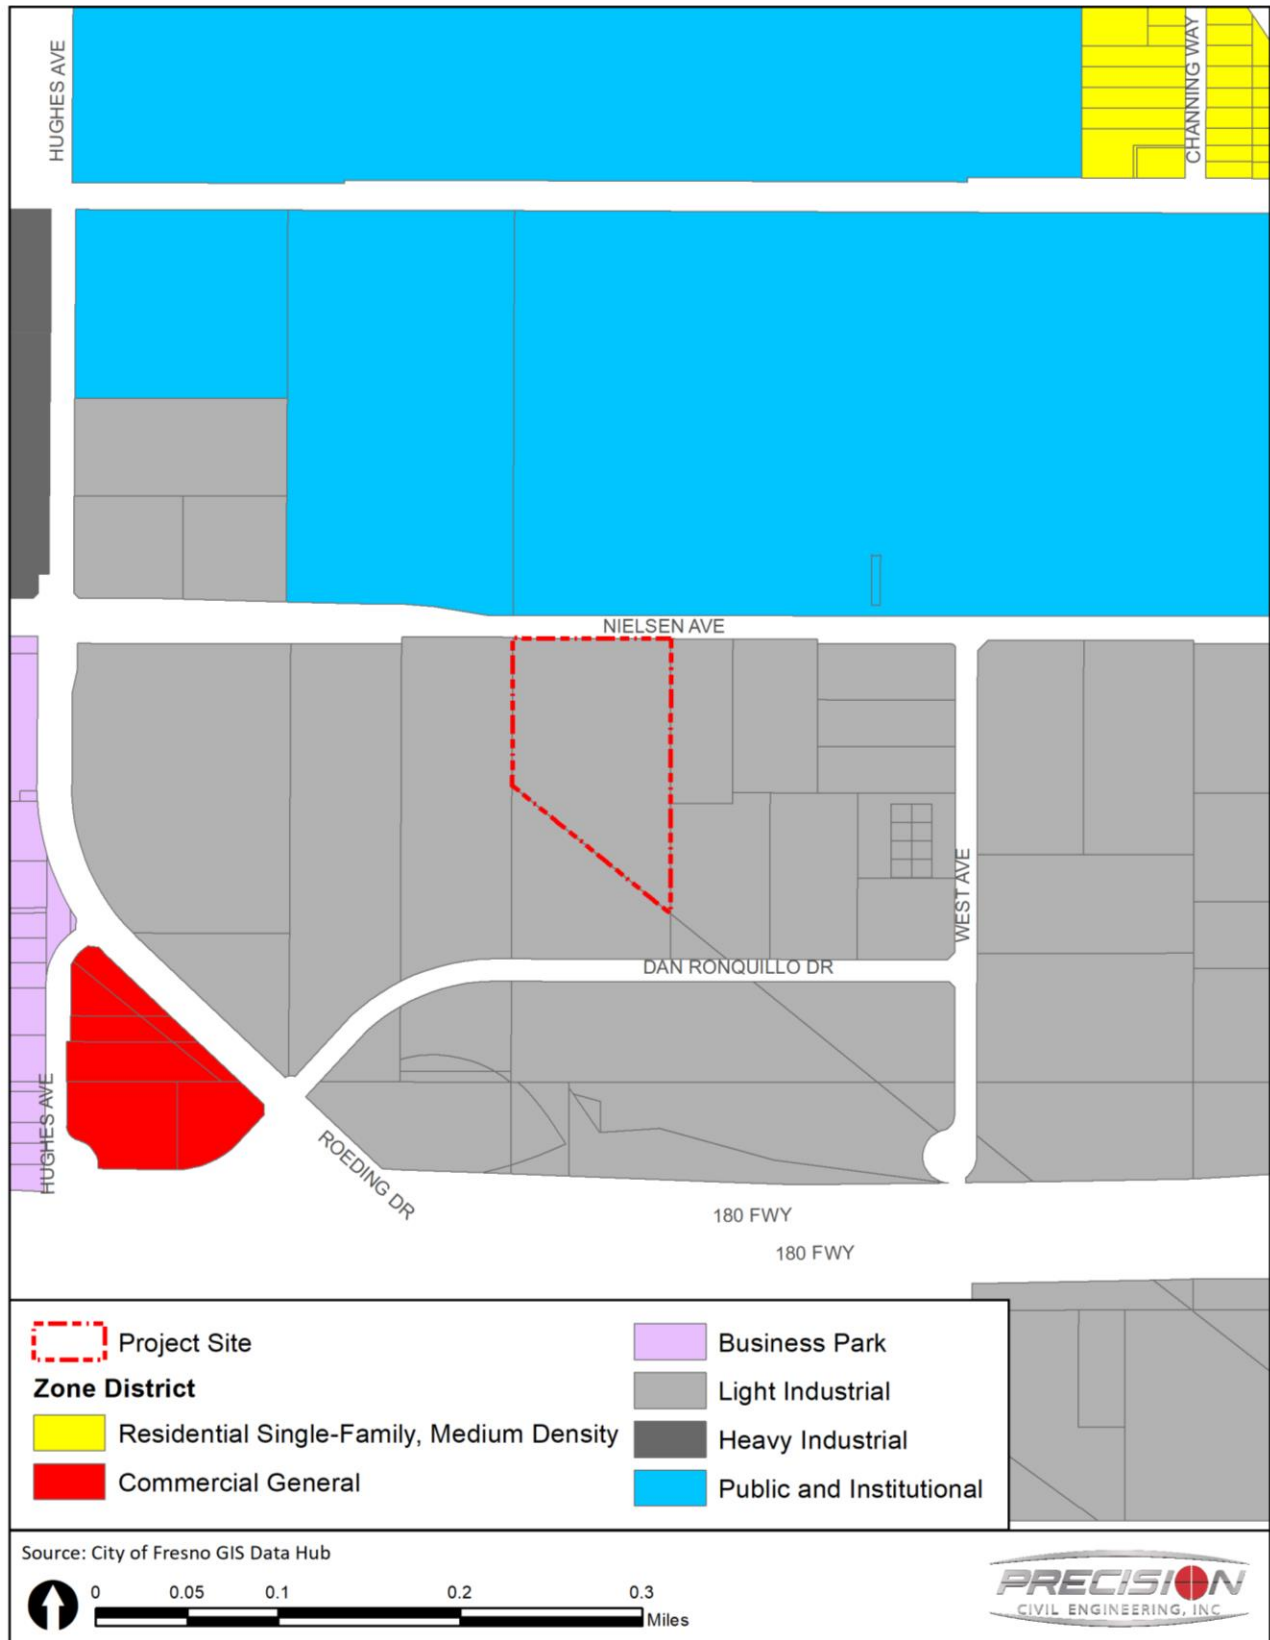 HUGHES AVE
CHANNING WAY
NIELSEN AVE
WEST AVE
DAN RONQUILLO DR
HUGHES AVE
ROEDING DR
180 FWY
180 FWY
Project Site
Zone District
Residential Single-Family, Medium Density
Commercial General
Business Park
Light Industrial
Heavy Industrial
Public and Institutional
Source: City of Fresno GIS Data Hub
0 0.05 0.1 0.2 0.3
Miles
PRECISION
CIVIL ENGINEERING, INC